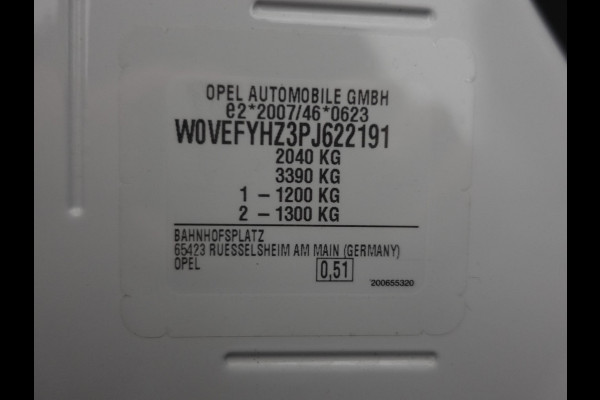 OPEL AUTOMOBILE GMBH
e2*2007/46*0623
W0VEFYHZ3PJ622191
2040 KG
3390 KG
1 – 1200 KG
2 – 1300 KG
BAHNHOFSPLATZ
65423 RUESSELSHEIM AM MAIN (GERMANY)
OPEL 0,51
200655320